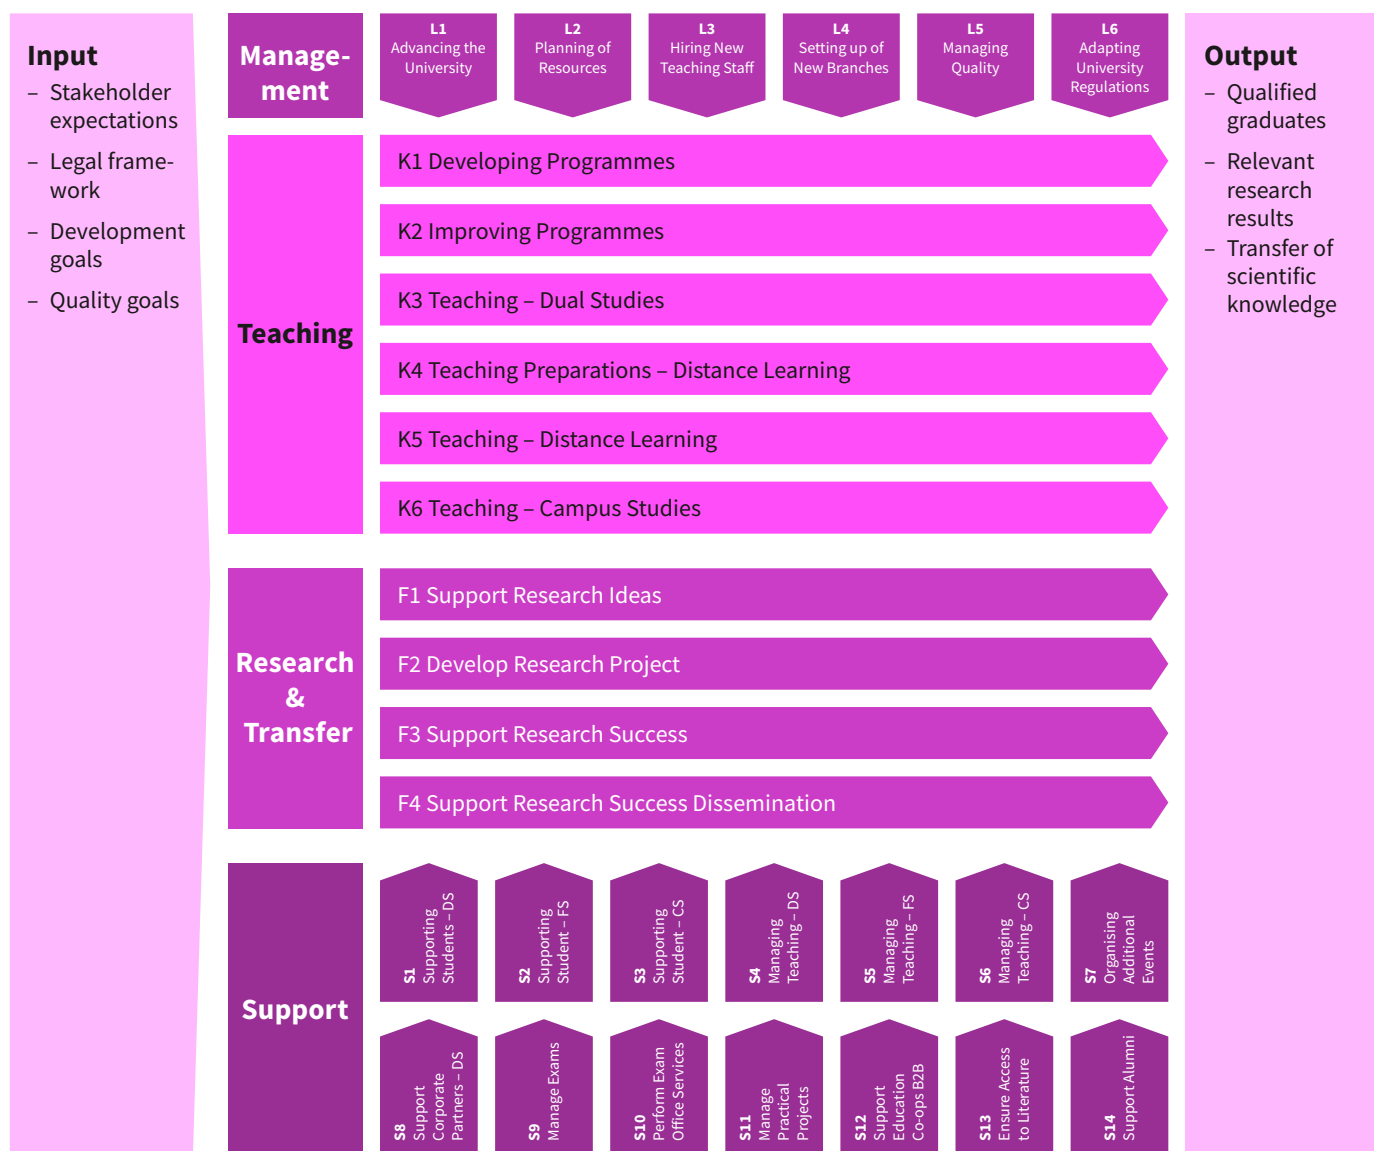 Input
– Stakeholder
expectations
– Legal frame-
work
– Development
goals
– Quality goals
Manage-
ment
L1
Advancing the
University
L2
Planning of
Resources
L3
Hiring New
Teaching Staff
L4
Setting up of
New Branches
L5
Managing
Quality
L6
Adapting
University
Regulations
Teaching
K1 Developing Programmes
K2 Improving Programmes
K3 Teaching – Dual Studies
K4 Teaching Preparations – Distance Learning
K5 Teaching – Distance Learning
K6 Teaching – Campus Studies
Research
&
Transfer
F1 Support Research Ideas
F2 Develop Research Project
F3 Support Research Success
F4 Support Research Success Dissemination
Support
S1
Supporting
Students – DS
S2
Supporting
Student – FS
S3
Supporting
Student – CS
S4
Managing
Teaching – DS
S5
Managing
Teaching – FS
S6
Managing
Teaching – CS
S7
Organising
Additional
Events
S8
Support
Corporate
Partners – DS
S9
Manage Exams
S10
Perform Exam
Office Services
S11
Manage
Practical
Projects
S12
Support
Education
Co-ops B2B
S13
Ensure Access
to Literature
S14
Support Alumni
Output
– Qualified
graduates
– Relevant
research
results
– Transfer of
scientific
knowledge